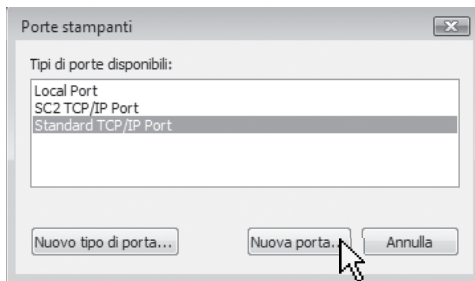 Porte stampanti
Tipi di porte disponibili:
Local Port
SC2 TCP/IP Port
Standard TCP/IP Port
Nuovo tipo di porta... Nuova porta... Annulla